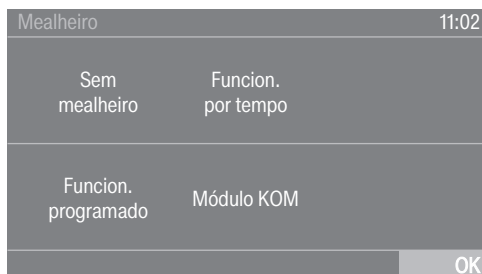 Mealheiro 11:02
Sem Funcion.
mealheiro por tempo
Funcion. Módulo KOM
programado
OK